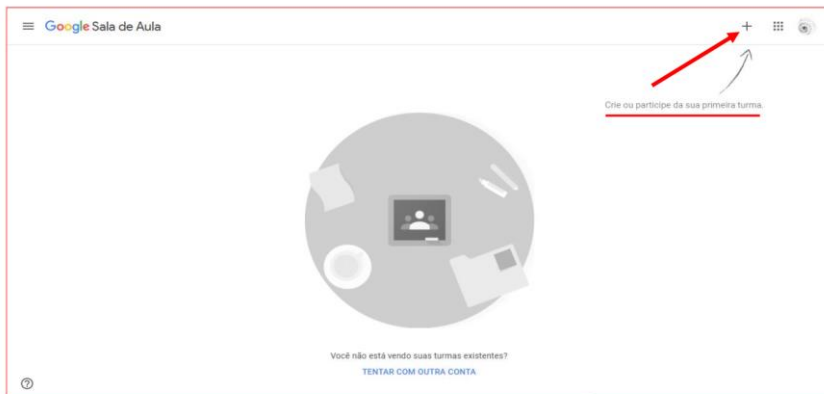 Google Sala de Aula
Crie ou participe da sua primeira turma.
Você não está vendo suas turmas existentes?
TENTAR COM OUTRA CONTA